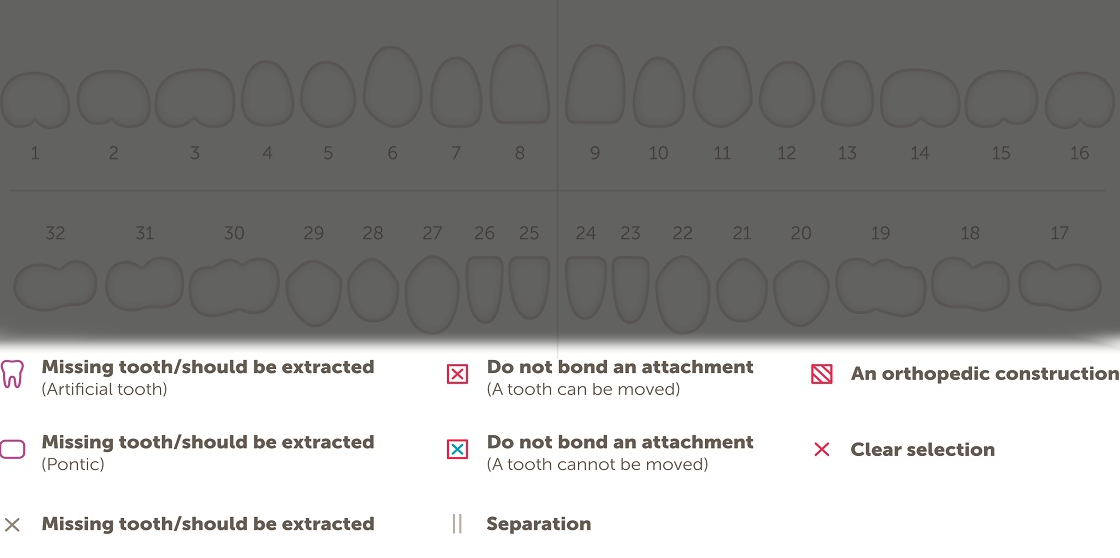 1 2 3 4 5 6 7 8 9 10 11 12 13 14 15 16
32 31 30 29 28 27 26 25 24 23 22 21 20 19 18 17
Missing tooth/should be extracted
(Artificial tooth)
Do not bond an attachment
(A tooth can be moved)
An orthopedic construction
Missing tooth/should be extracted
(Pontic)
Do not bond an attachment
(A tooth cannot be moved)
Clear selection
Missing tooth/should be extracted
Separation